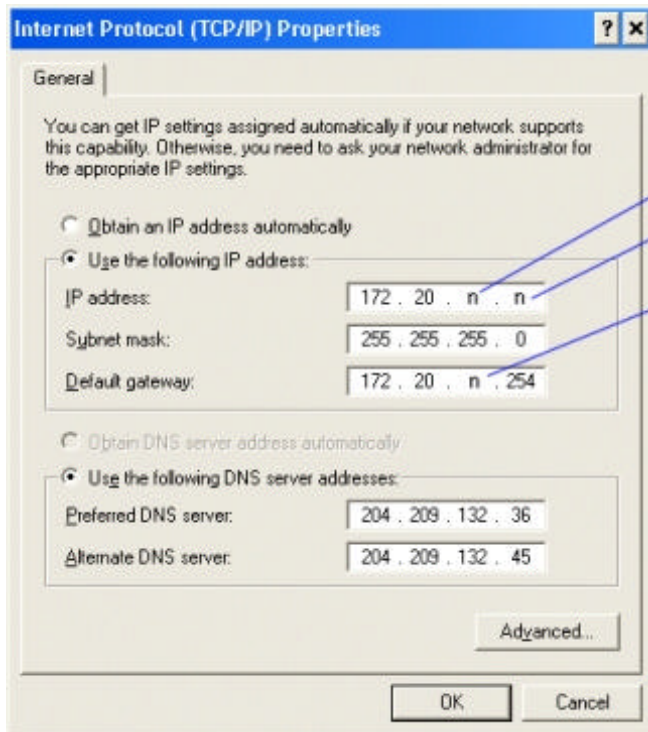 Internet Protocol (TCP/IP) Properties
General
You can get IP settings assigned automatically if your network supports
this capability. Otherwise, you need to ask your network administrator for
the appropriate IP settings.
Obtain an IP address automatically
Use the following IP address:
IP address: 172 . 20 . n . n
Subnet mask: 255 . 255 . 255 . 0
Default gateway: 172 . 20 . n . 254
Obtain DNS server address automatically
Use the following DNS server addresses:
Preferred DNS server: 204 . 209 . 132 . 36
Alternate DNS server: 204 . 209 . 132 . 45
Advanced...
OK Cancel